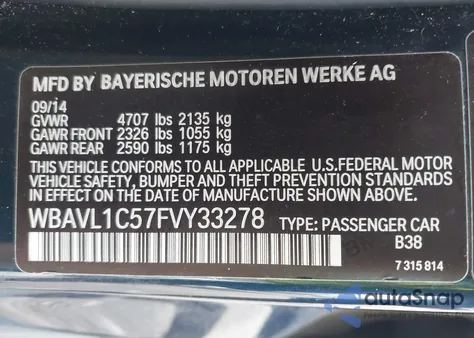 MFD BY BAYERISCHE MOTOREN WERKE AG
09/14
GVWR 4707 lbs 2135 kg
GAWR FRONT 2326 lbs 1055 kg
GAWR REAR 2590 lbs 1175 kg
THIS VEHICLE CONFORMS TO ALL APPLICABLE U.S.FEDERAL MOTOR
VEHICLE SAFETY, BUMPER, AND THEFT PREVENTION STANDARDS
IN EFFECT ON THE DATE OF MANUFACTURE SHOWN ABOVE.
WBAVL1C57FVY33278 TYPE: PASSENGER CAR
B38
7 315 814
autoSnap